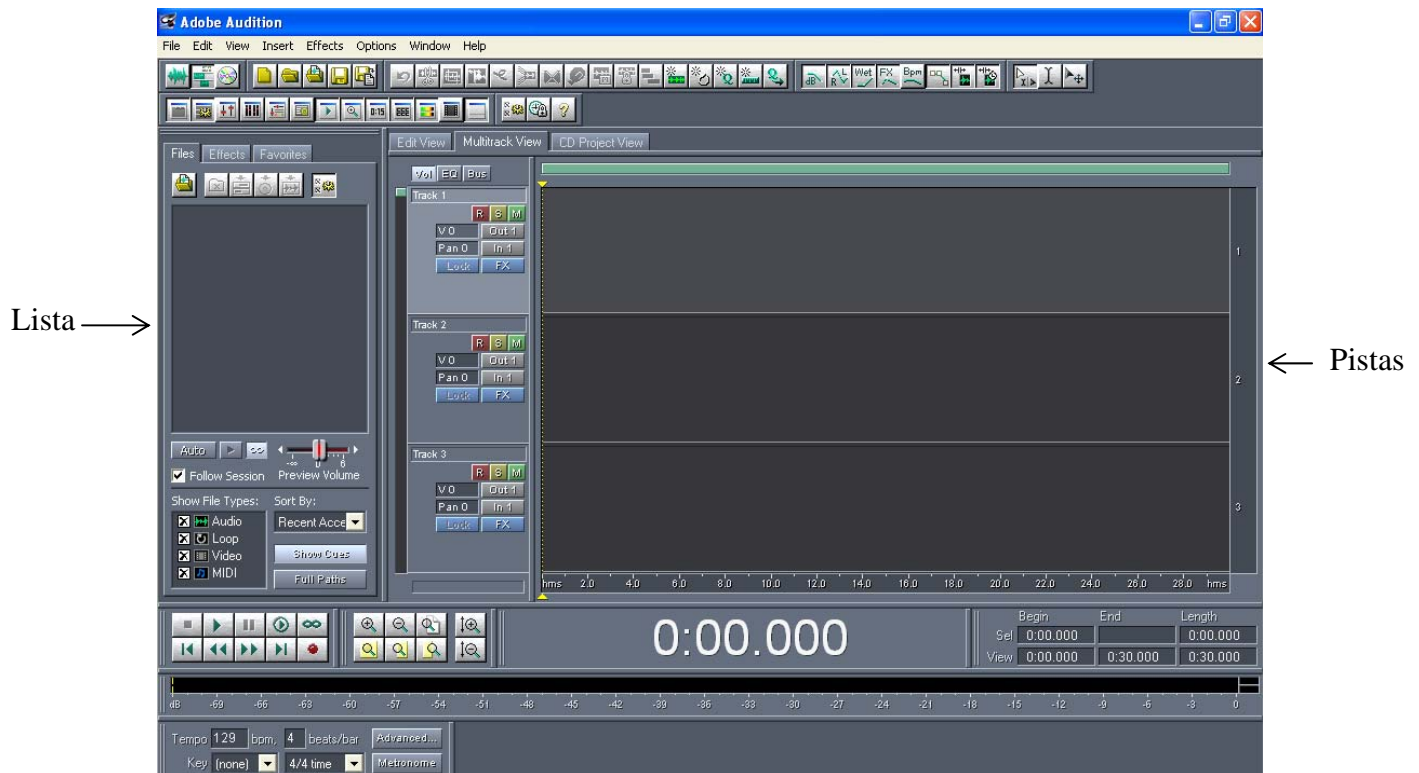 Adobe Audition
File Edit View Insert Effects Options Window Help
Files Effects Favorites
Edit View Multitrack View CD Project View
Vol EQ Bus
Track 1
R S M
V 0 Out 1
Pan 0 In 1
Lock FX
1
Track 2
R S M
V 0 Out 1
Pan 0 In 1
Lock FX
2
Track 3
R S M
V 0 Out 1
Pan 0 In 1
Lock FX
3
Lista
Pistas
Auto
-∞ 0 6
Follow Session Preview Volume
Show File Types: Sort By:
Audio Recent Acce
Loop
Video Show Cues
MIDI Full Paths
hms 2.0 4.0 6.0 8.0 10.0 12.0 14.0 16.0 18.0 20.0 22.0 24.0 26.0 28.0 hms
0:00.000
Begin End Length
Sel 0:00.000 0:00.000
View 0:00.000 0:30.000 0:30.000
dB -69 -66 -63 -60 -57 -54 -51 -48 -45 -42 -39 -36 -33 -30 -27 -24 -21 -18 -15 -12 -9 -6 -3 0
Tempo 129 bpm, 4 beats/bar Advanced...
Key (none) 4/4 time Metronome